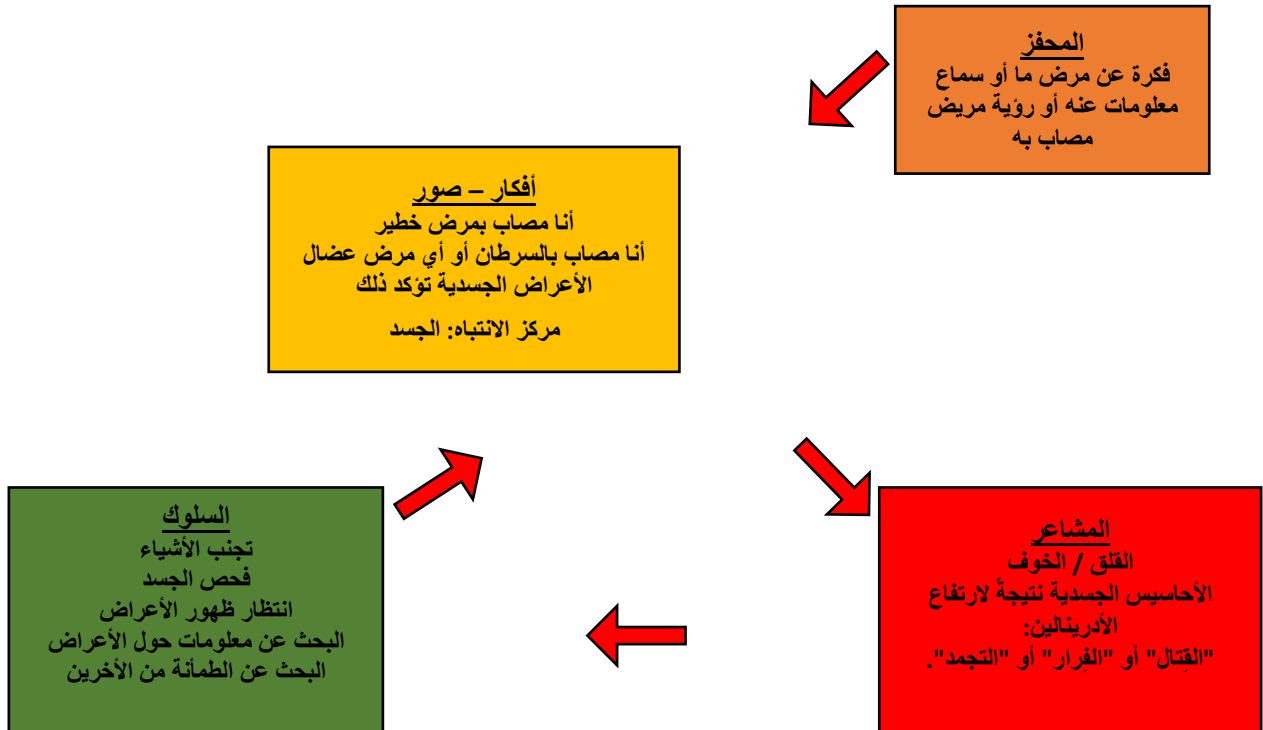 المحفز
فكرة عن مرض ما أو سماع
معلومات عنه أو رؤية مريض
مصاب به
أفكار – صور
أنا مصاب بمرض خطير
أنا مصاب بالسرطان أو أي مرض عضال
الأعراض الجسدية تؤكد ذلك
مركز الانتباه: الجسد
المشاعر
القلق / الخوف
الأحاسيس الجسدية نتيجةً لارتفاع
الأدرينالين:
"القِتال" أو "الفِرار" أو "التجمد".
السلوك
تجنب الأشياء
فحص الجسد
انتظار ظهور الأعراض
البحث عن معلومات حول الأعراض
البحث عن الطمأنة من الأخرين